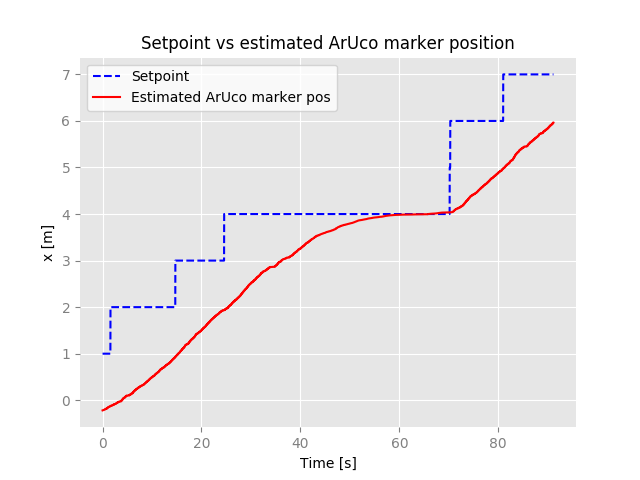 Setpoint vs estimated ArUco marker position
Setpoint
Estimated ArUco marker pos
7
6
5
4
3
2
1
0
x [m]
0 20 40 60 80
Time [s]